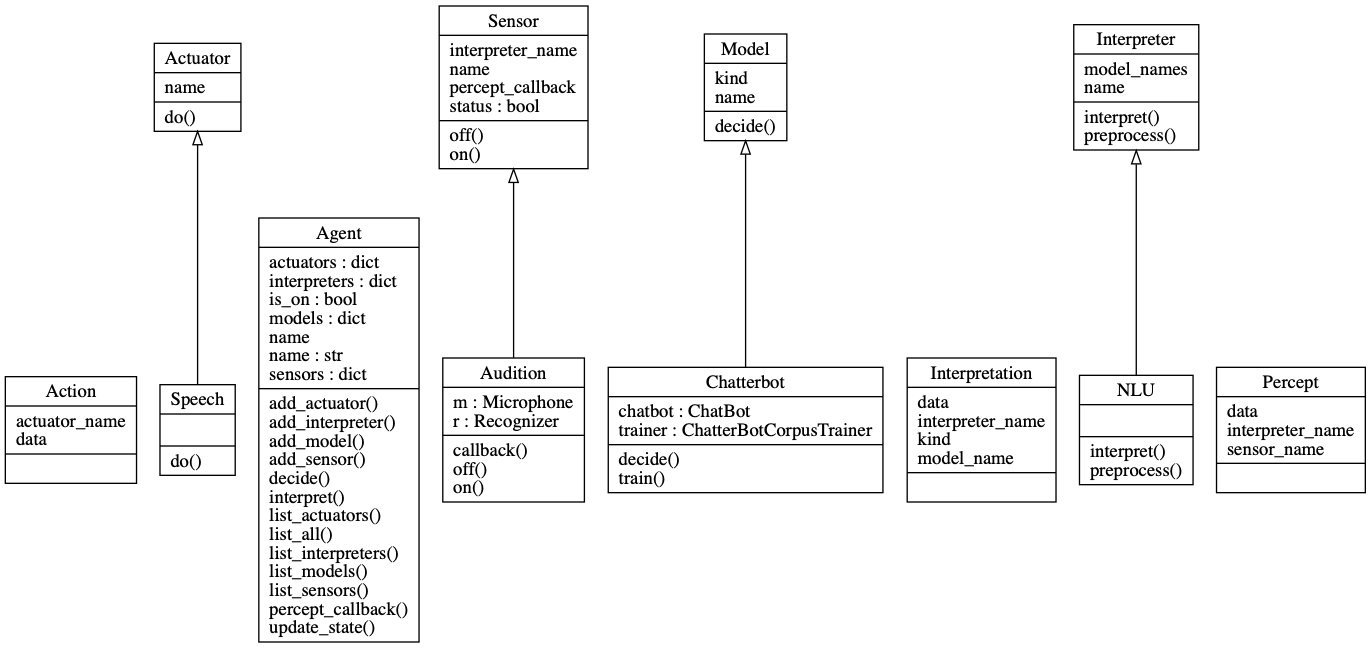 Actuator
name
do()
Sensor
interpreter_name
name
percept_callback
status : bool
off()
on()
Model
kind
name
decide()
Interpreter
model_names
name
interpret()
preprocess()
Action
actuator_name
data
Speech
do()
Agent
actuators : dict
interpreters : dict
is_on : bool
models : dict
name
name : str
sensors : dict
add_actuator()
add_interpreter()
add_model()
add_sensor()
decide()
interpret()
list_actuators()
list_all()
list_interpreters()
list_models()
list_sensors()
percept_callback()
update_state()
Audition
m : Microphone
r : Recognizer
callback()
off()
on()
Chatterbot
chatbot : ChatBot
trainer : ChatterBotCorpusTrainer
decide()
train()
Interpretation
data
interpreter_name
kind
model_name
NLU
interpret()
preprocess()
Percept
data
interpreter_name
sensor_name